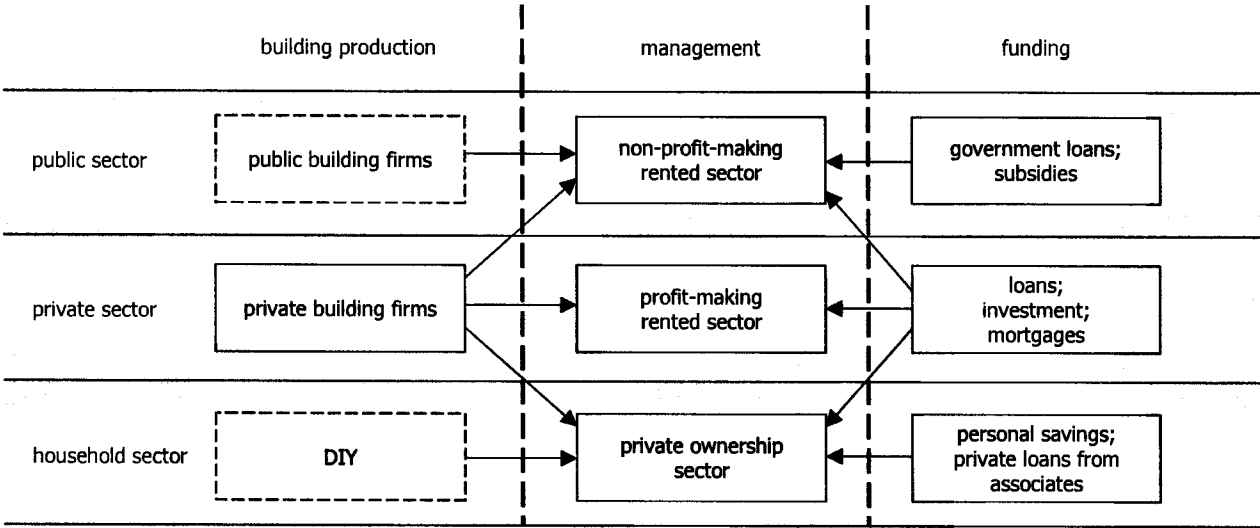 building production
management
funding
public sector
public building firms
non-profit-making
rented sector
government loans;
subsidies
private sector
private building firms
profit-making
rented sector
loans;
investment;
mortgages
household sector
DIY
private ownership
sector
personal savings;
private loans from
associates